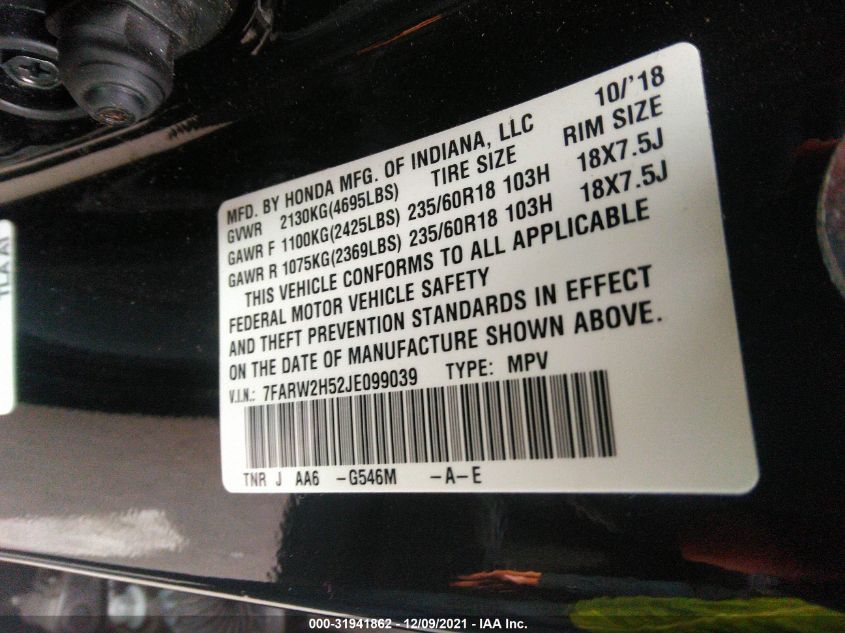 10/'18
MFD. BY HONDA MFG. OF INDIANA, LLC
GVWR 2130KG(4695LBS) TIRE SIZE RIM SIZE
GAWR F 1100KG(2425LBS) 235/60R18 103H 18X7.5J
GAWR R 1075KG(2369LBS) 235/60R18 103H 18X7.5J
THIS VEHICLE CONFORMS TO ALL APPLICABLE
FEDERAL MOTOR VEHICLE SAFETY
AND THEFT PREVENTION STANDARDS IN EFFECT
ON THE DATE OF MANUFACTURE SHOWN ABOVE.
V.I.N.: 7FARW2H52JE099039 TYPE: MPV
TNR J AA6 -G546M -A-E
000-31941862 - 12/09/2021 - IAA Inc.